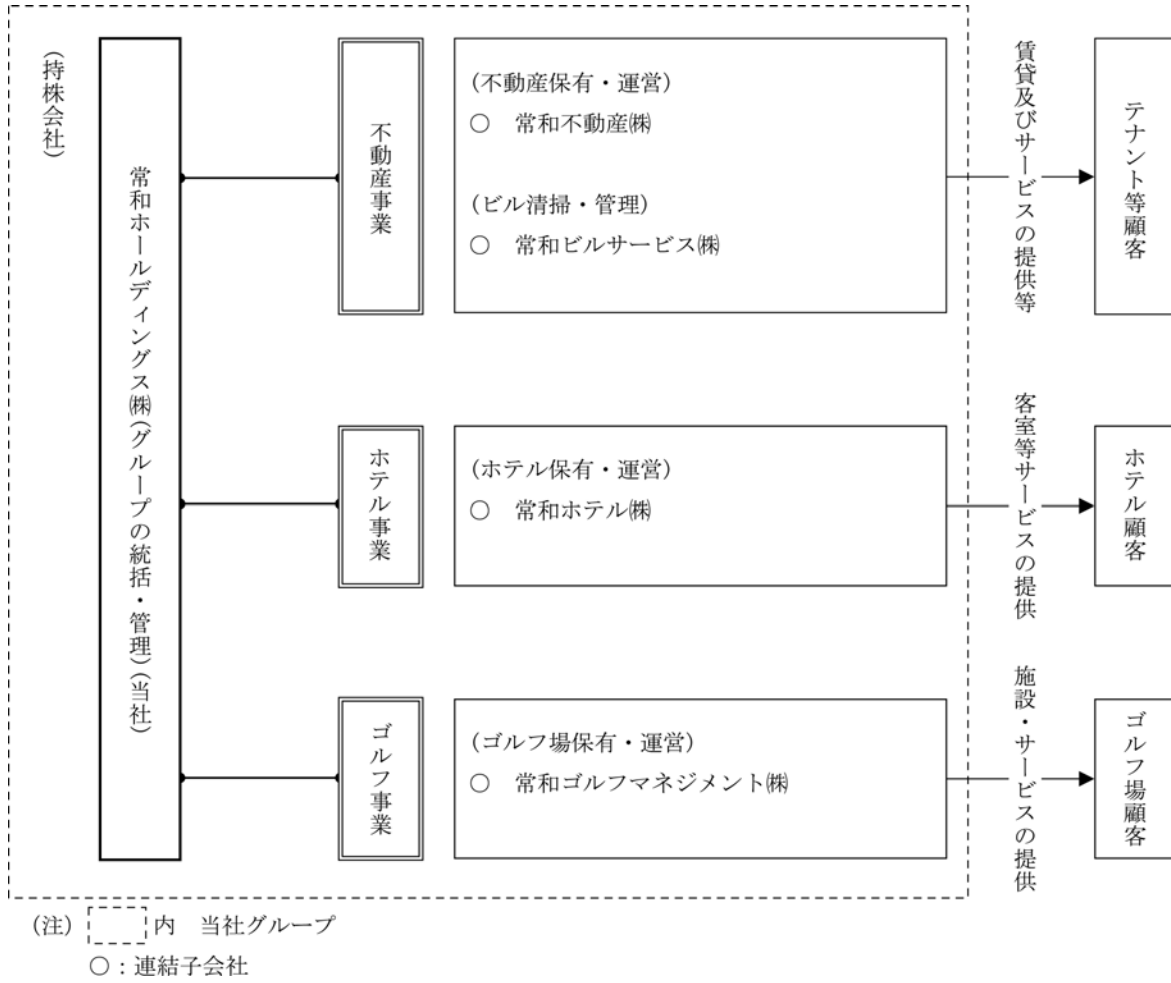 (持株会社)
常和ホールディングス㈱(グループの統括・管理)(当社)
不動産事業
(不動産保有・運営)
○ 常和不動産㈱
(ビル清掃・管理)
○ 常和ビルサービス㈱
賃貸及びサービスの提供等
テナント等顧客
ホテル事業
(ホテル保有・運営)
○ 常和ホテル㈱
客室等サービスの提供
ホテル顧客
ゴルフ事業
(ゴルフ場保有・運営)
○ 常和ゴルフマネジメント㈱
施設・サービスの提供
ゴルフ場顧客
(注) 内 当社グループ
○：連結子会社